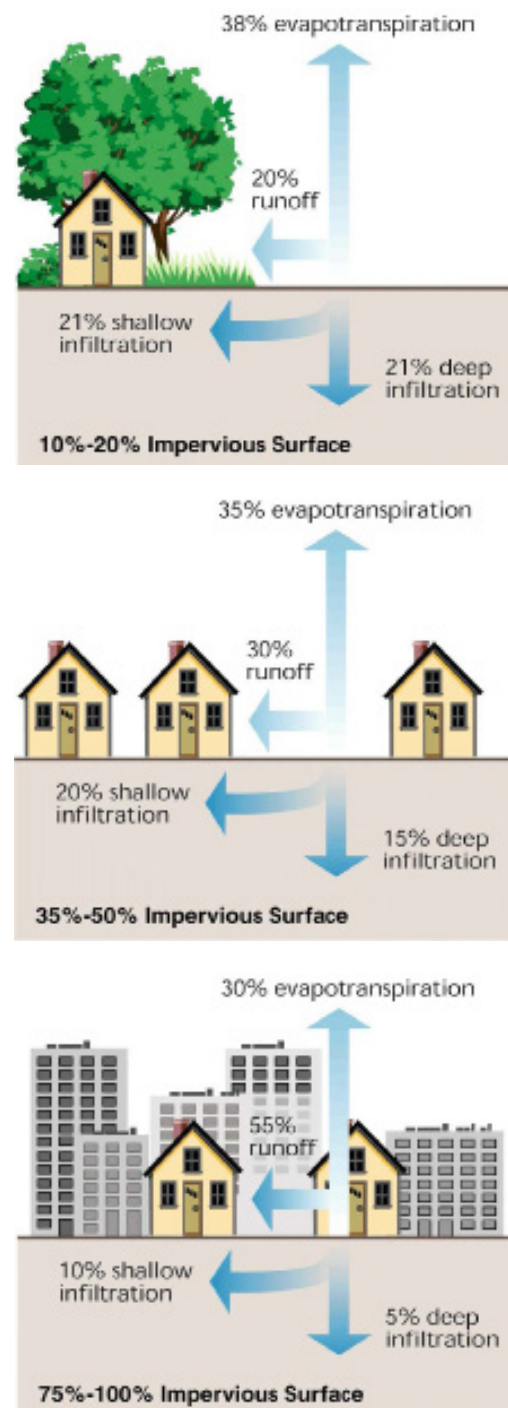 38% evapotranspiration
20%
runoff
21% shallow
infiltration
21% deep
infiltration
10%-20% Impervious Surface
35% evapotranspiration
30%
runoff
20% shallow
infiltration
15% deep
infiltration
35%-50% Impervious Surface
30% evapotranspiration
55%
runoff
10% shallow
infiltration
5% deep
infiltration
75%-100% Impervious Surface